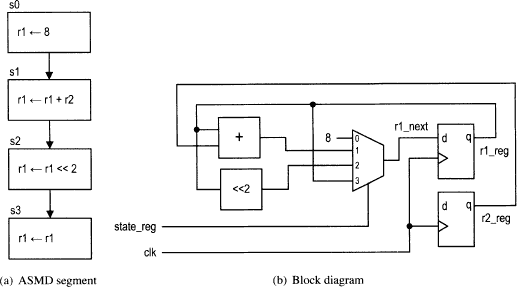 s0
r1 ← 8
s1
r1 ← r1 + r2
s2
r1 ← r1 << 2
s3
r1 ← r1
(a) ASMD segment
+
<<2
8
0
1
2
3
r1_next
d q
r1_reg
d q
r2_reg
state_reg
clk
(b) Block diagram